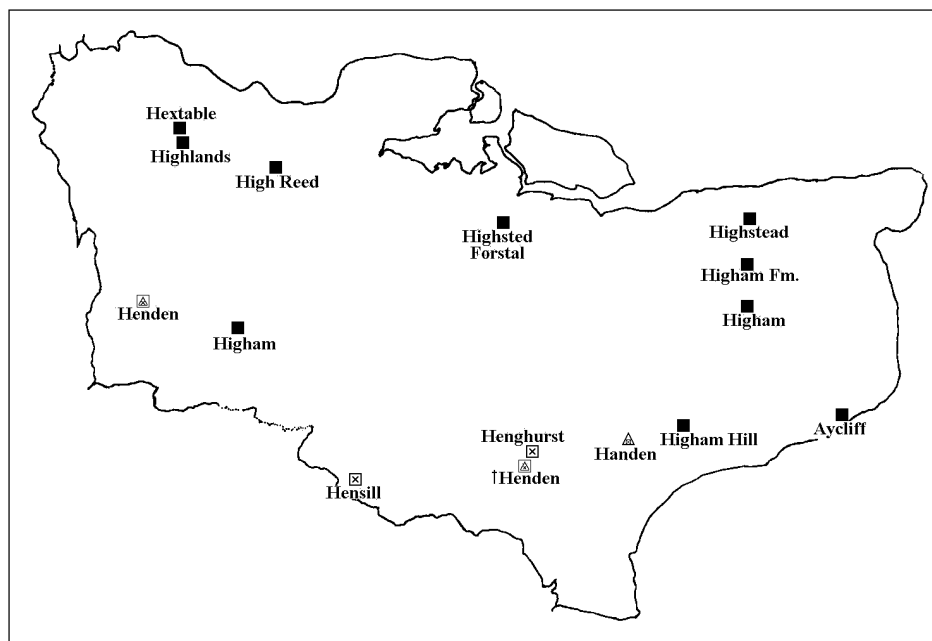 Hextable
Highlands
High Reed
Highsted
Forstal
Highstead
Higham Fm.
Henden
Higham
Higham
Aycliff
Henghurst
Handen
Higham Hill
†Henden
Hensill